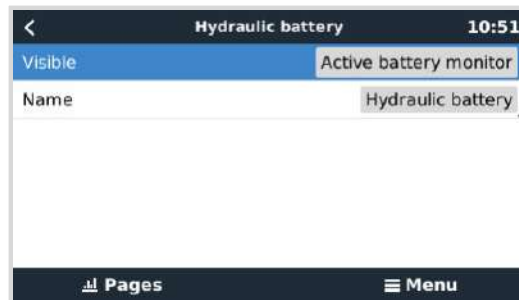 Hydraulic battery 10:51
Visible Active battery monitor
Name Hydraulic battery
Pages Menu